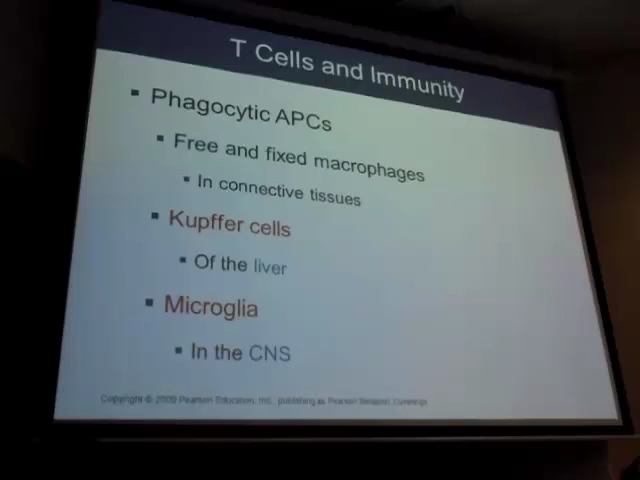 T Cells and Immunity
▪ Phagocytic APCs
▪ Free and fixed macrophages
▪ In connective tissues
▪ Kupffer cells
▪ Of the liver
▪ Microglia
▪ In the CNS
Copyright © 2009 Pearson Education, Inc., publishing as Pearson Benjamin Cummings